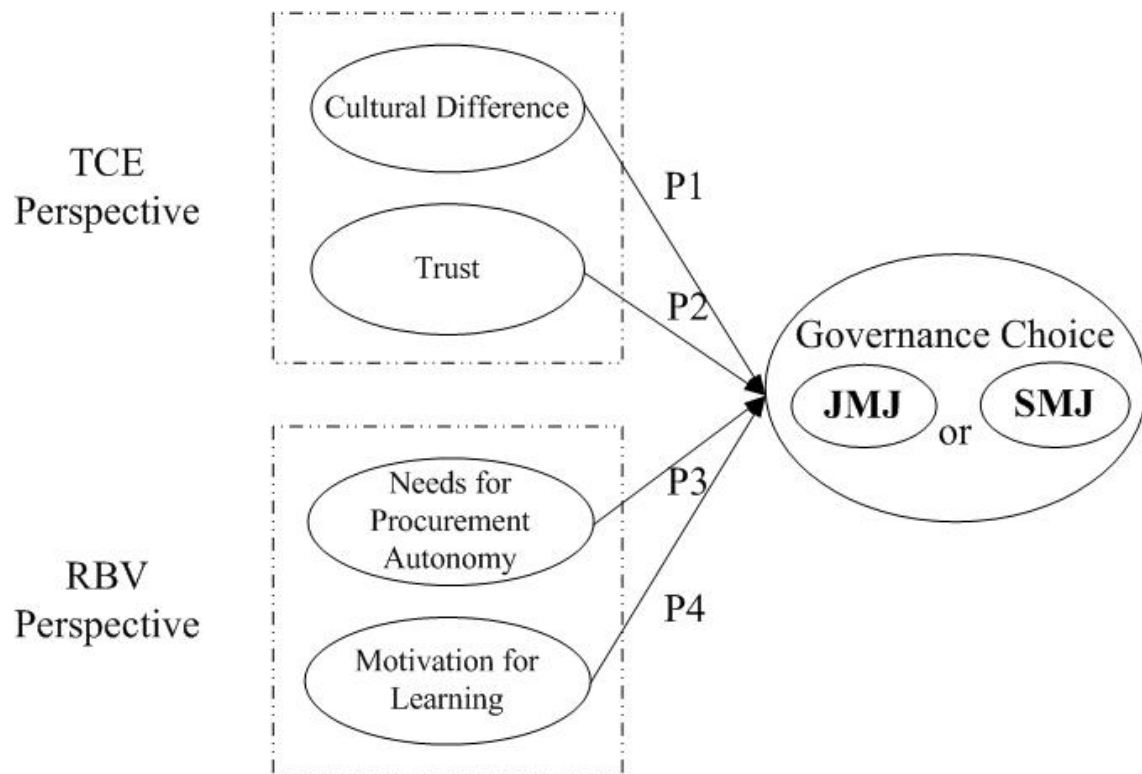 TCE
Perspective
Cultural Difference
Trust
P1
P2
RBV
Perspective
Needs for
Procurement
Autonomy
Motivation for
Learning
P3
P4
Governance Choice
JMJ
or
SMJ